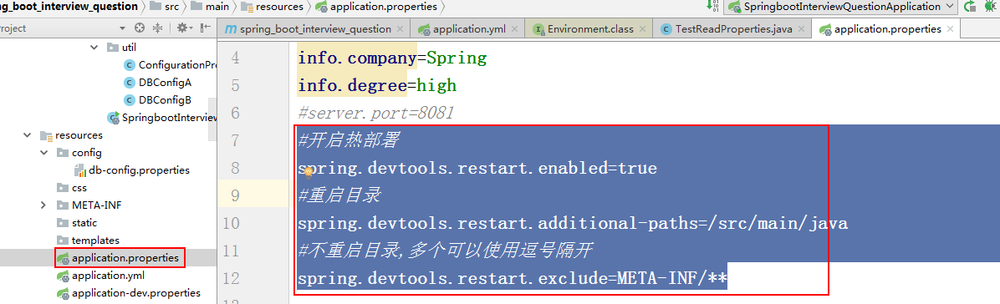 ng_boot_interview_question
src
main
resources
application.properties
SpringbootInterviewQuestionApplication
roject
spring_boot_interview_question
application.yml
Environment.class
TestReadProperties.java
application.properties
util
ConfigurationPr
DBConfigA
DBConfigB
SpringbootInterview
resources
config
db-config.properties
css
META-INF
static
templates
application.properties
application.yml
application-dev.properties
4 info.company=Spring
5 info.degree=high
6 #server.port=8081
7 #开启热部署
8 spring.devtools.restart.enabled=true
9 #重启目录
10 spring.devtools.restart.additional-paths=/src/main/java
11 #不重启目录,多个可以使用逗号隔开
12 spring.devtools.restart.exclude=META-INF/**